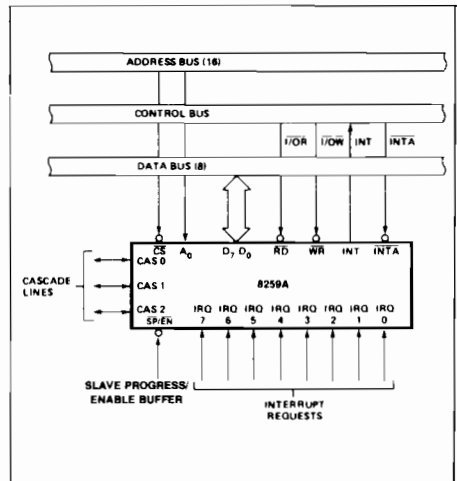 ADDRESS BUS (16)
CONTROL BUS
I/OR I/OW INT INTA
DATA BUS (8)
CS A0 D7 D0 RD WR INT INTA
CASCADE LINES
CAS 0
CAS 1
CAS 2
8259A
SP/EN
IRQ 7 IRQ 6 IRQ 5 IRQ 4 IRQ 3 IRQ 2 IRQ 1 IRQ 0
SLAVE PROGRESS/
ENABLE BUFFER
INTERRUPT
REQUESTS